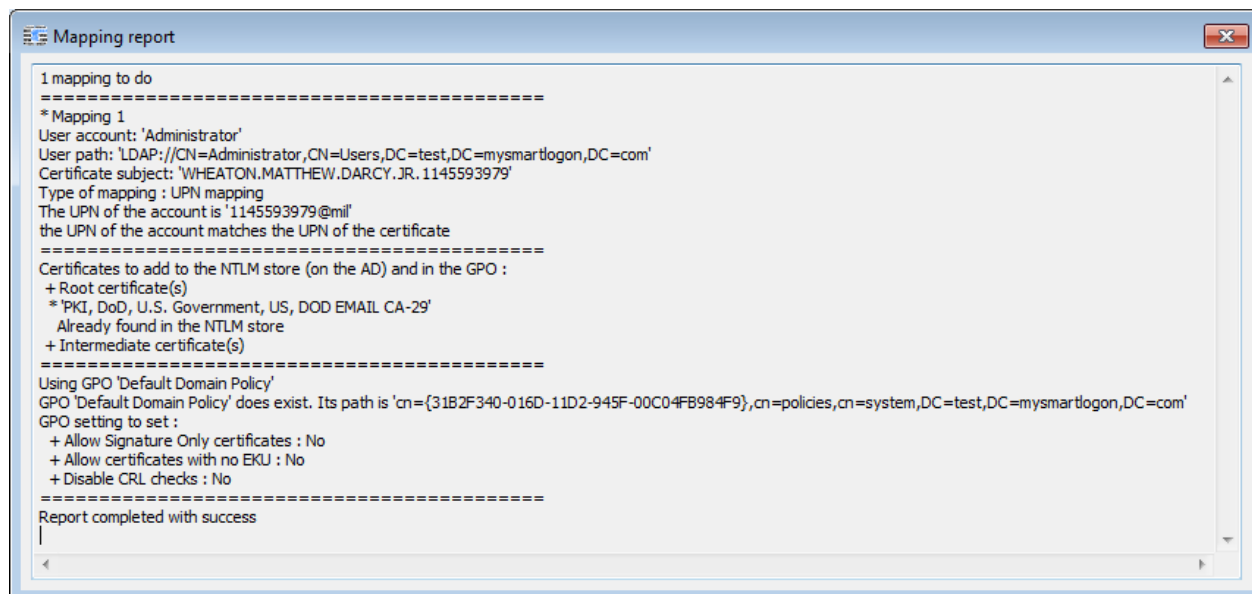 Mapping report
1 mapping to do
===========================================
* Mapping 1
User account: 'Administrator'
User path: 'LDAP://CN=Administrator,CN=Users,DC=test,DC=mysmartlogon,DC=com'
Certificate subject: 'WHEATON.MATTHEW.DARCY.JR.1145593979'
Type of mapping : UPN mapping
The UPN of the account is '1145593979@mil'
the UPN of the account matches the UPN of the certificate
===========================================
Certificates to add to the NTLM store (on the AD) and in the GPO :
+ Root certificate(s)
* 'PKI, DoD, U.S. Government, US, DOD EMAIL CA-29'
Already found in the NTLM store
+ Intermediate certificate(s)
===========================================
Using GPO 'Default Domain Policy'
GPO 'Default Domain Policy' does exist. Its path is 'cn={31B2F340-016D-11D2-945F-00C04FB984F9},cn=policies,cn=system,DC=test,DC=mysmartlogon,DC=com'
GPO setting to set :
+ Allow Signature Only certificates : No
+ Allow certificates with no EKU : No
+ Disable CRL checks : No
===========================================
Report completed with success